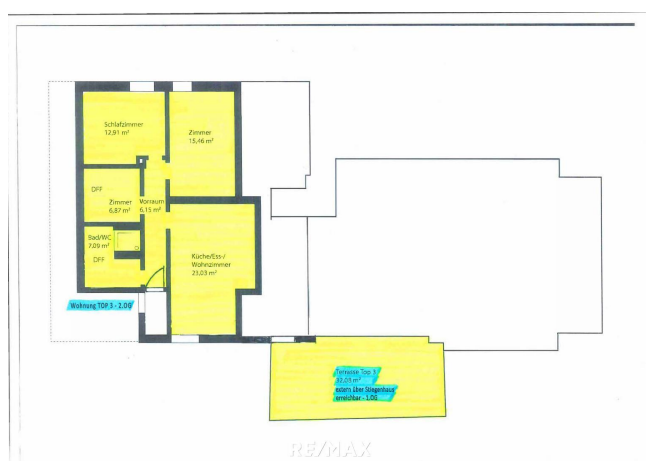 Schlafzimmer
12,91 m²
Zimmer
15,46 m²
DFF
Zimmer
6,87 m²
Vorraum
6,15 m²
Bad/WC
7,09 m²
DFF
Küche/Ess-/
Wohnzimmer
23,03 m²
Wohnung TOP 3 - 2.OG
Terrasse Top 3
32,03 m²
extern über Stiegenhaus
erreichbar - 1.OG
RE/MAX